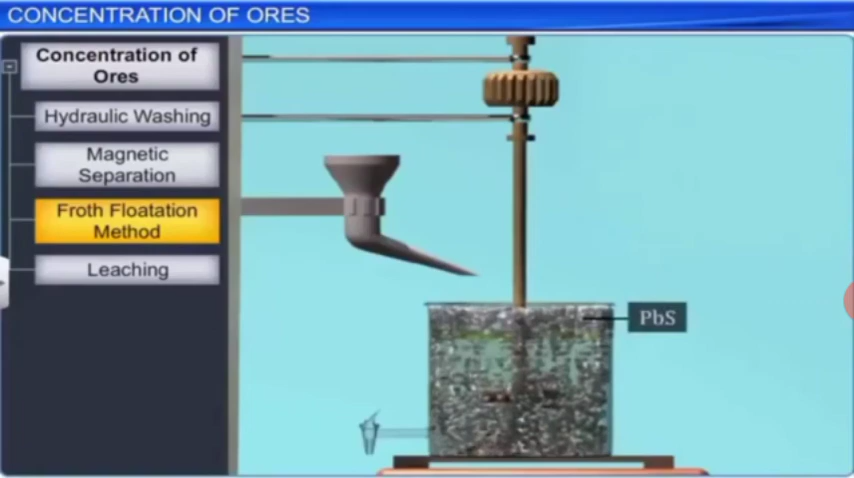 CONCENTRATION OF ORES
Concentration of
Ores
Hydraulic Washing
Magnetic
Separation
Froth Floatation
Method
Leaching
PbS